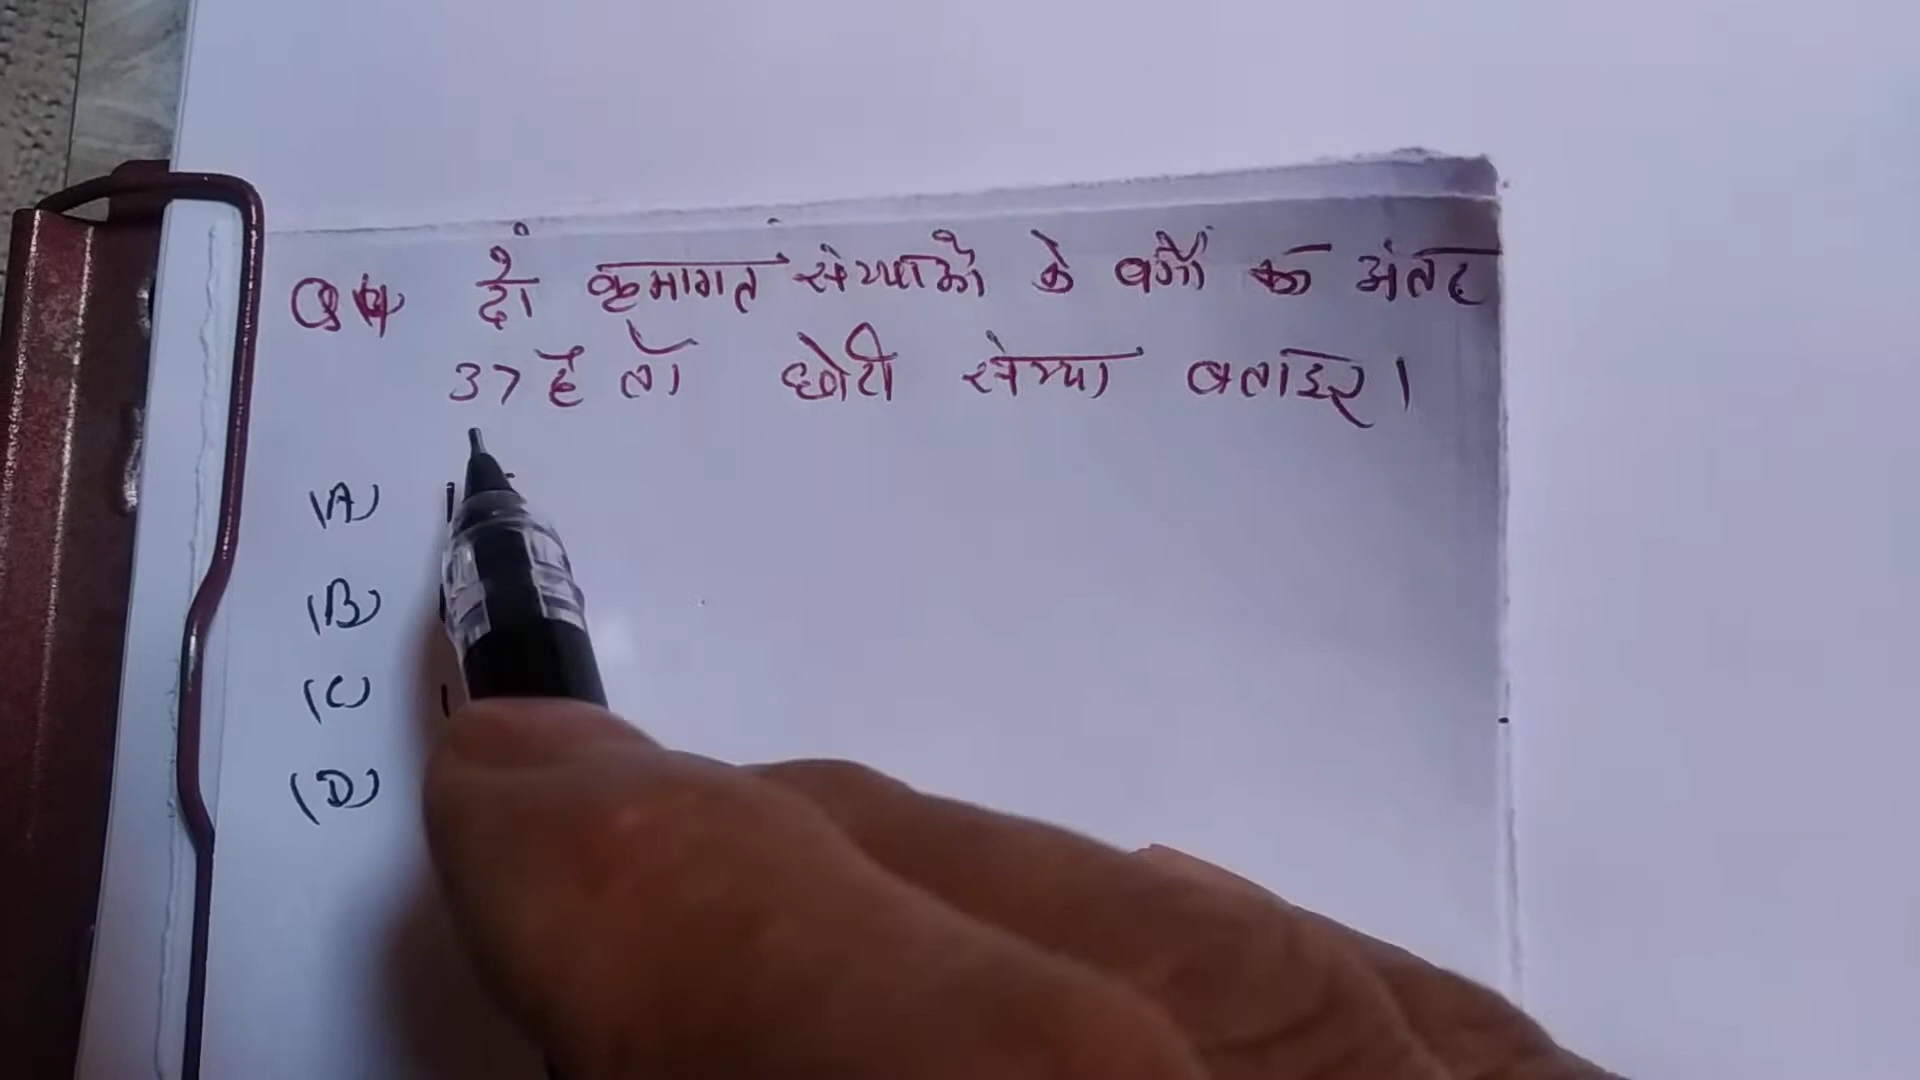 Q दो क्रमागत संख्याओं के वर्गों का अंतर
37 है तो छोटी संख्या बताइए।
(A)
(B)
(C)
(D)